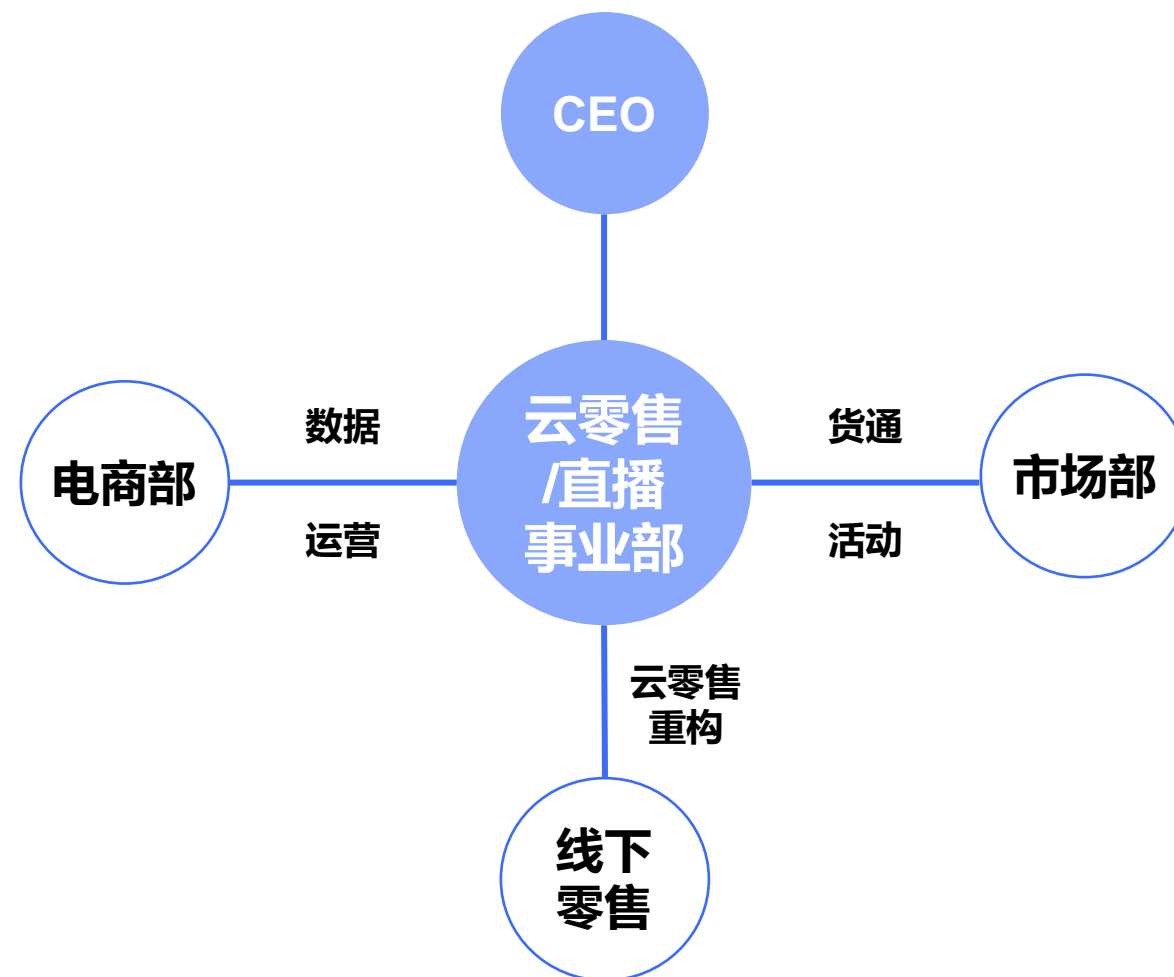 CEO
云零售
/直播
事业部
数据
运营
电商部
货通
活动
市场部
云零售
重构
线下
零售